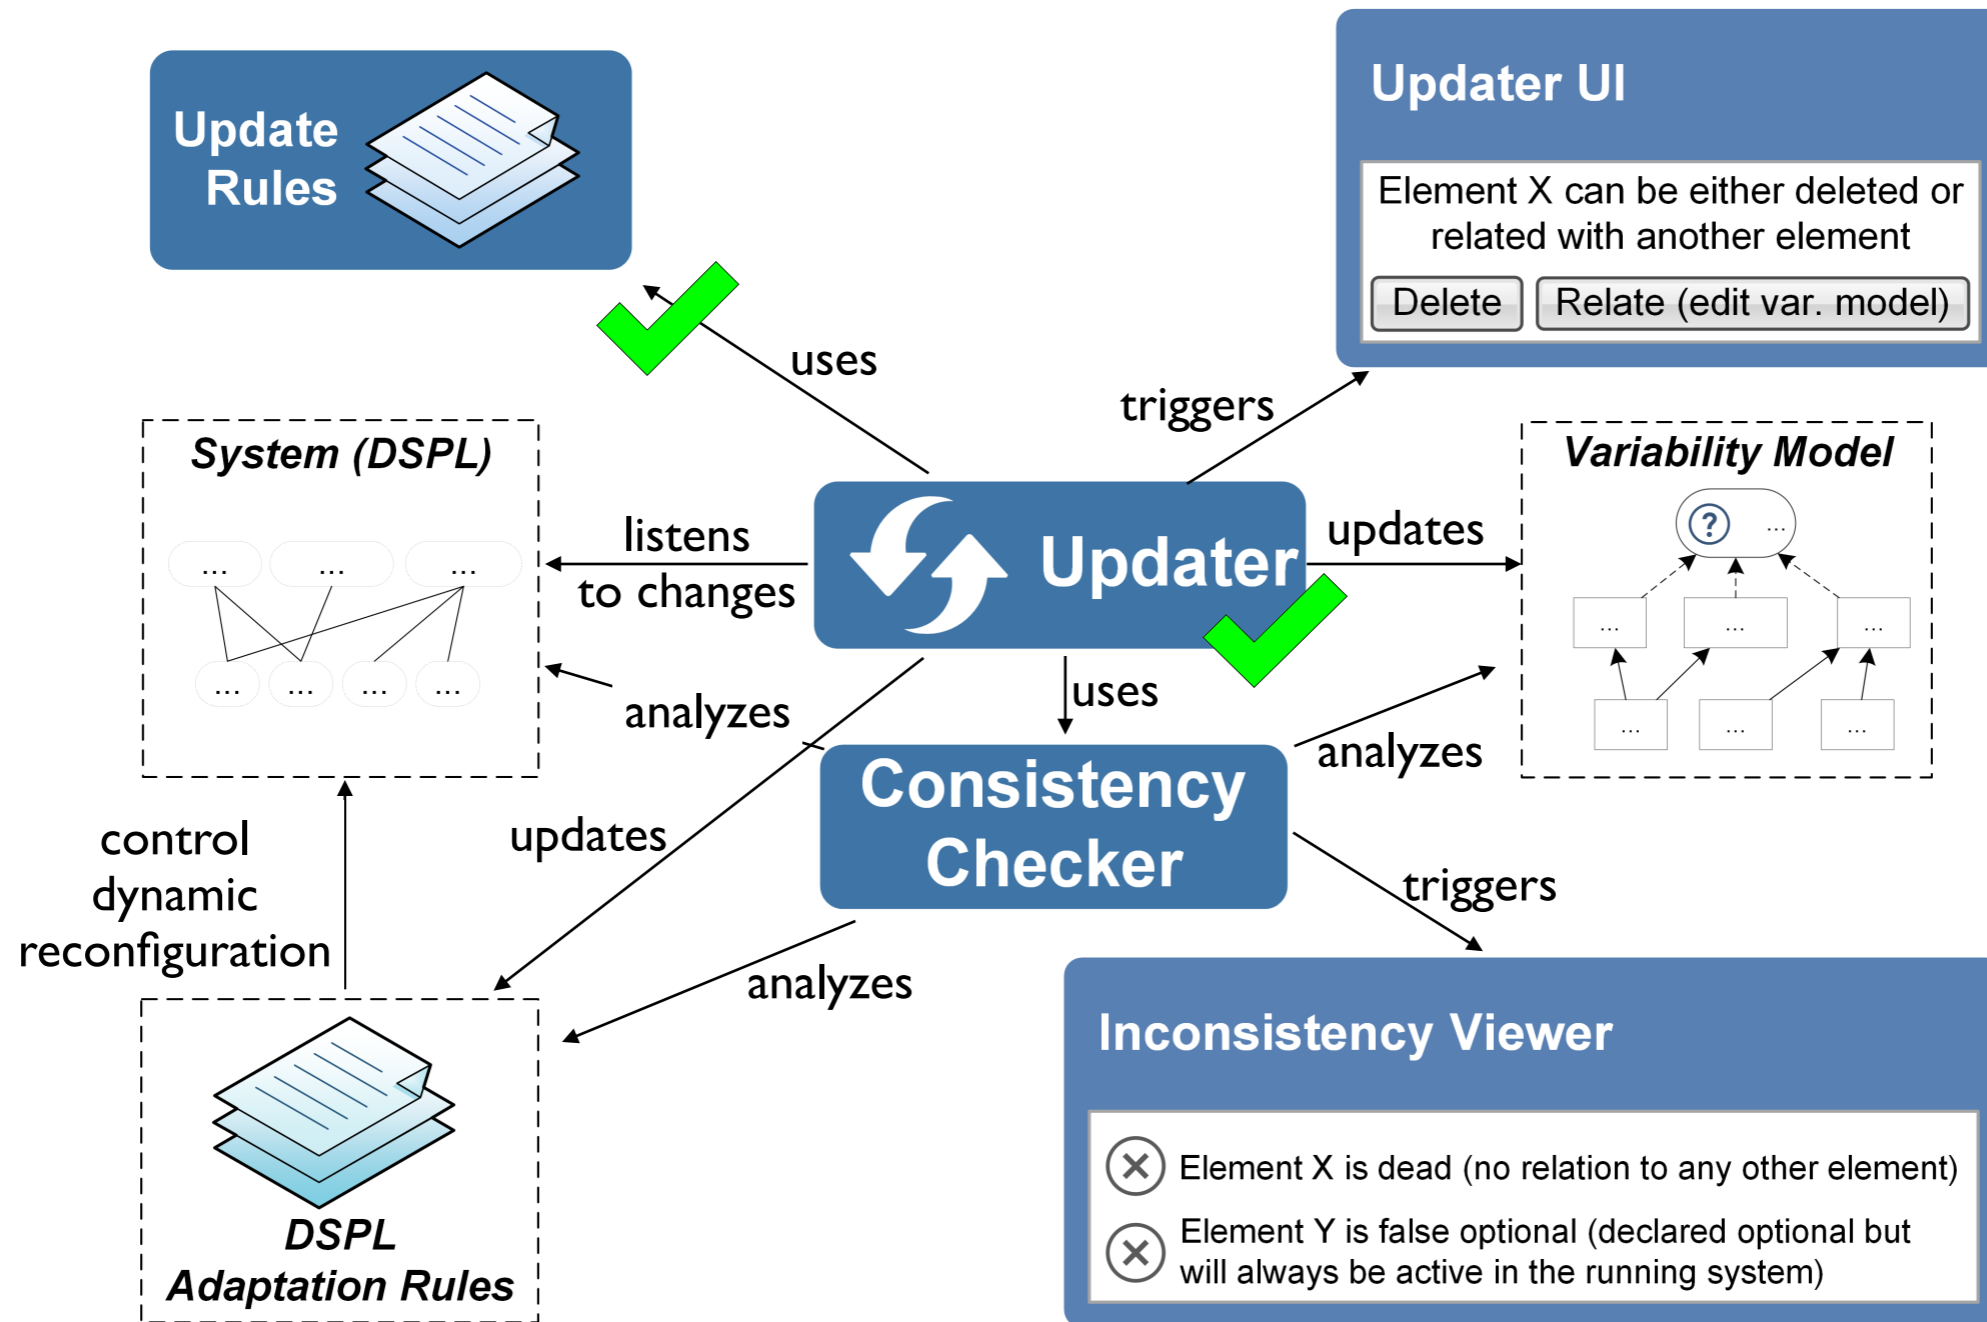 Update
Rules
Updater UI
Element X can be either deleted or
related with another element
Delete
Relate (edit var. model)
uses
triggers
System (DSPL)
...
...
...
...
...
...
...
listens
to changes
Updater
updates
Variability Model
?
...
...
...
...
...
...
...
analyzes
uses
analyzes
Consistency
Checker
control
dynamic
reconfiguration
updates
triggers
analyzes
DSPL
Adaptation Rules
Inconsistency Viewer
Element X is dead (no relation to any other element)
Element Y is false optional (declared optional but
will always be active in the running system)